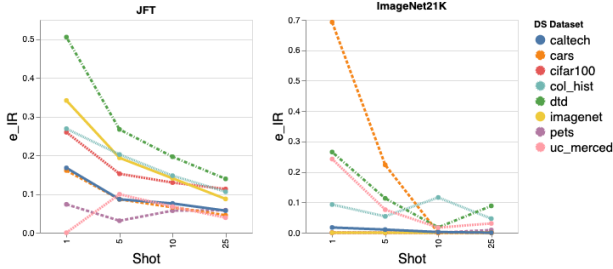 JFT
e_IR
0.5
0.4
0.3
0.2
0.1
0.0
1
5
10
25
Shot
ImageNet21K
e_IR
0.7
0.6
0.5
0.4
0.3
0.2
0.1
0.0
1
5
10
25
Shot
DS Dataset
caltech
cars
cifar100
col_hist
dtd
imagenet
pets
uc_merced